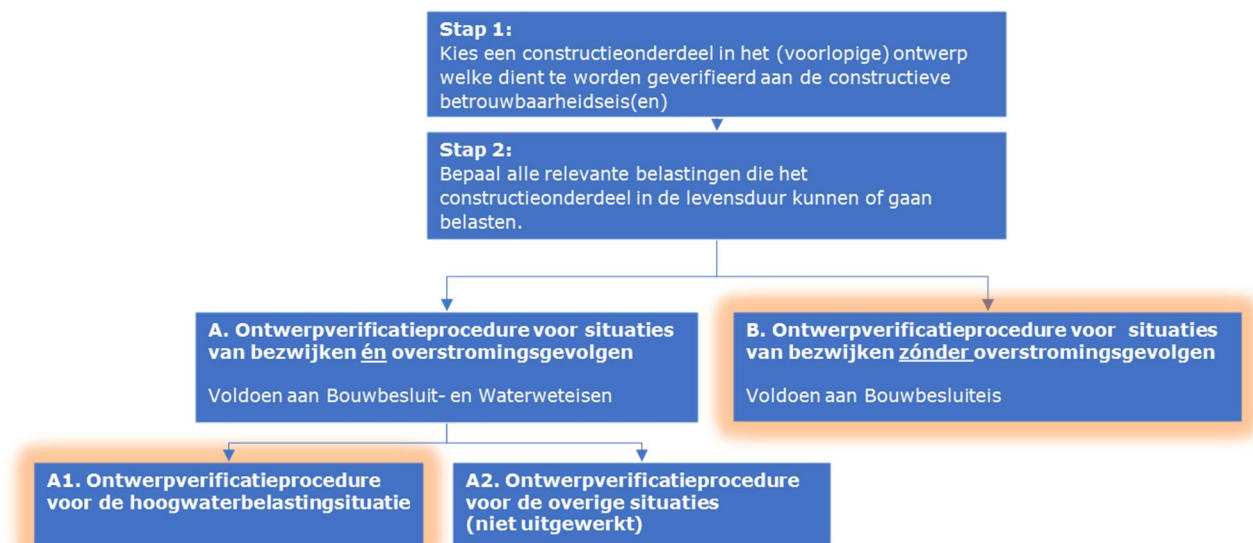 Stap 1:
Kies een constructieonderdeel in het (voorlopige) ontwerp
welke dient te worden geverifieerd aan de constructieve
betrouwbaarheidseis(en)
Stap 2:
Bepaal alle relevante belastingen die het
constructieonderdeel in de levensduur kunnen of gaan
belasten.
A. Ontwerpverificatieprocedure voor situaties
van bezwijken én overstromingsgevolgen
Voldoen aan Bouwbesluit- en Waterweteisen
B. Ontwerpverificatieprocedure voor situaties
van bezwijken zónder overstromingsgevolgen
Voldoen aan Bouwbesluiteis
A1. Ontwerpverificatieprocedure
voor de hoogwaterbelastingsituatie
A2. Ontwerpverificatieprocedure
voor de overige situaties
(niet uitgewerkt)